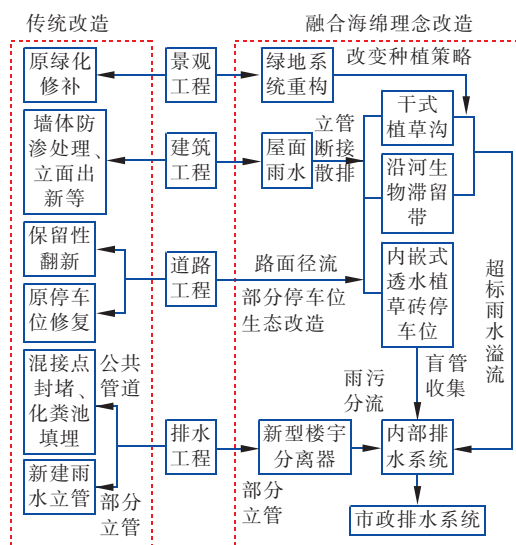 传统改造
融合海绵理念改造
原绿化
修补
景观
工程
绿地系
统重构
改变种植策略
干式
植草沟
墙体防
渗处理、
立面出
新等
建筑
工程
屋面
雨水
立管
断接
散排
沿河生
物滞留
带
保留性
翻新
原停车
位修复
道路
工程
路面径流
部分停车位
生态改造
内嵌式
透水植
草砖停
车位
超标雨水溢流
混接点
封堵、
化粪池
填埋
公共
管道
雨污
分流
盲管
收集
新建雨
水立管
部分
立管
排水
工程
新型楼宇
分离器
部分
立管
内部排
水系统
市政排水系统